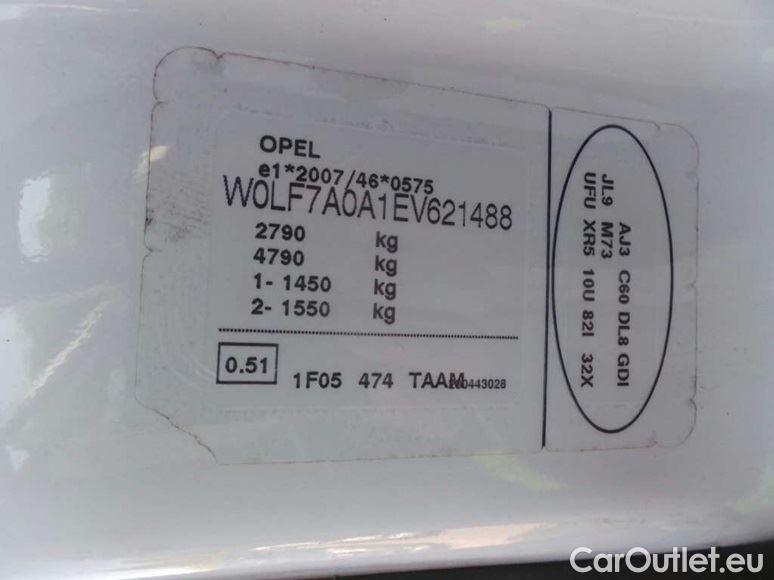 OPEL
e1*2007/46*0575
W0LF7A0A1EV621488
2790 kg
4790 kg
1- 1450 kg
2- 1550 kg
0.51 1F05 474 TAAM
AJ3 C60 DL8 GDI
JL9 M73
UFU XR5 10U 82I 32X
CarOutlet.eu